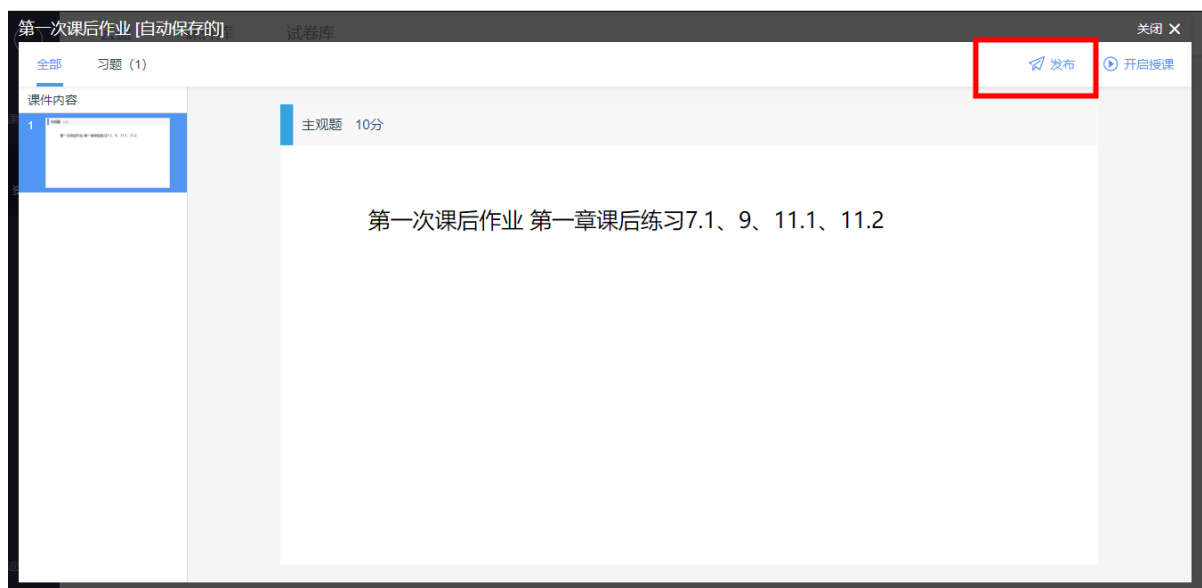 第一次课后作业 [自动保存的]
试卷库
关闭 X
全部 习题（1）
发布 开启授课
课件内容
1
主观题 10分
第一次课后作业 第一章课后练习7.1、9、11.1、11.2